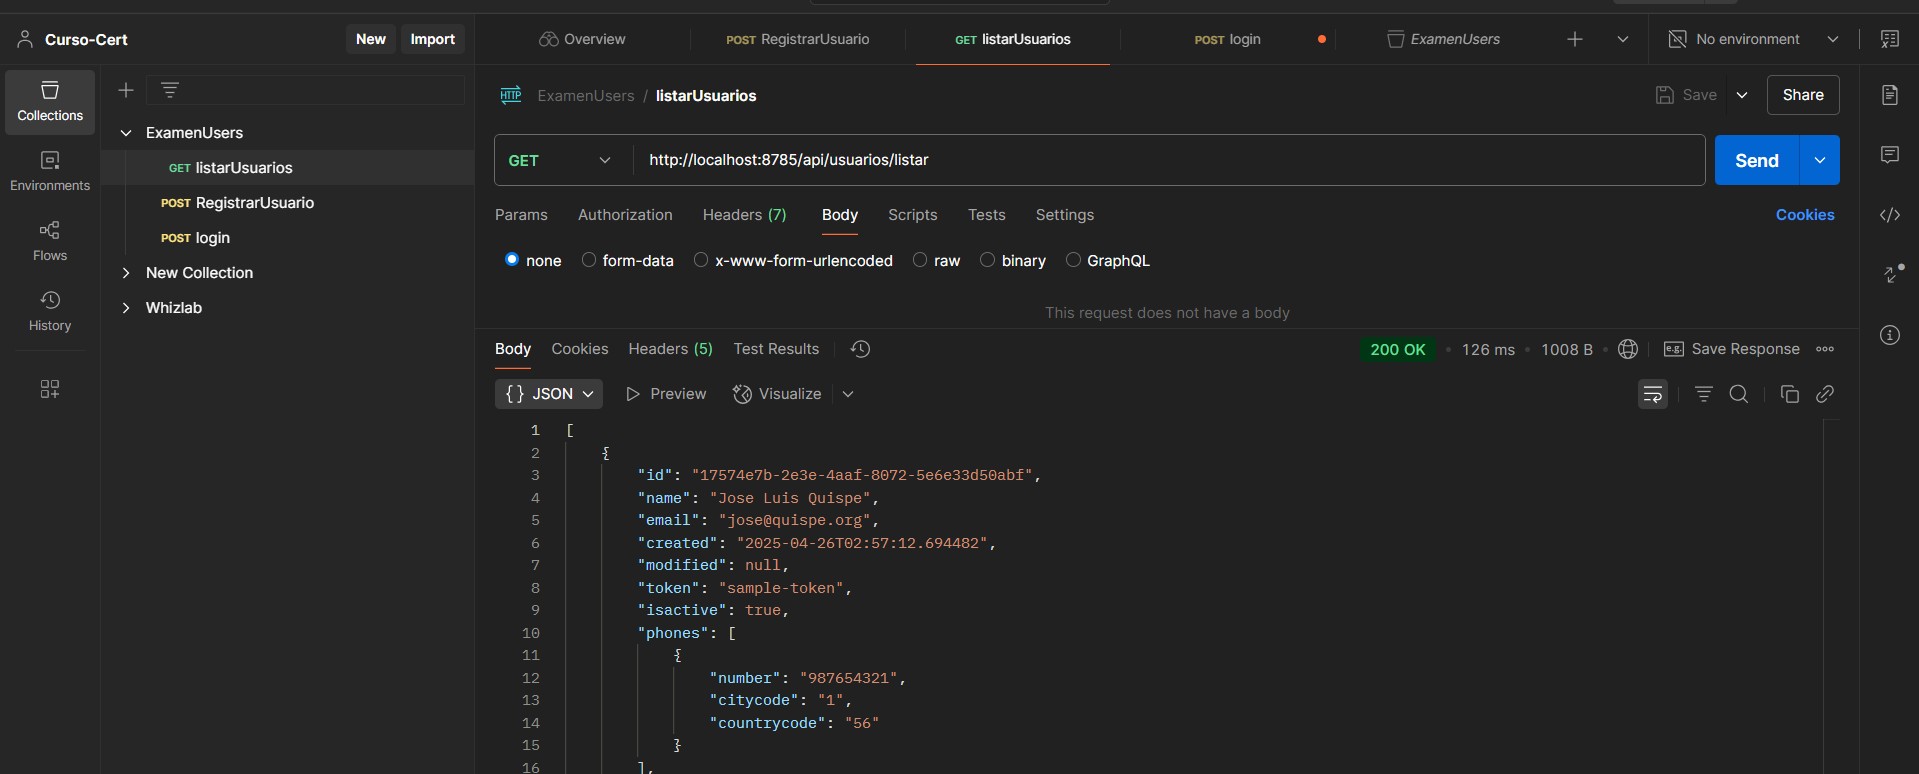 Curso-Cert New Import Overview POST RegistrarUsuario GET listarUsuarios POST login ExamenUsers No environment
Collections
Environments
Flows
History
ExamenUsers
GET listarUsuarios
POST RegistrarUsuario
POST login
New Collection
Whizlab
HTTP ExamenUsers / listarUsuarios Save Share
GET http://localhost:8785/api/usuarios/listar Send
Params Authorization Headers (7) Body Scripts Tests Settings Cookies
none form-data x-www-form-urlencoded raw binary GraphQL
This request does not have a body
Body Cookies Headers (5) Test Results 200 OK • 126 ms • 1008 B • e.g. Save Response
{} JSON Preview Visualize
1 [
2 {
3 "id": "17574e7b-2e3e-4aaf-8072-5e6e33d50abf",
4 "name": "Jose Luis Quispe",
5 "email": "jose@quispe.org",
6 "created": "2025-04-26T02:57:12.694482",
7 "modified": null,
8 "token": "sample-token",
9 "isactive": true,
10 "phones": [
11 {
12 "number": "987654321",
13 "citycode": "1",
14 "countrycode": "56"
15 }
16 ],